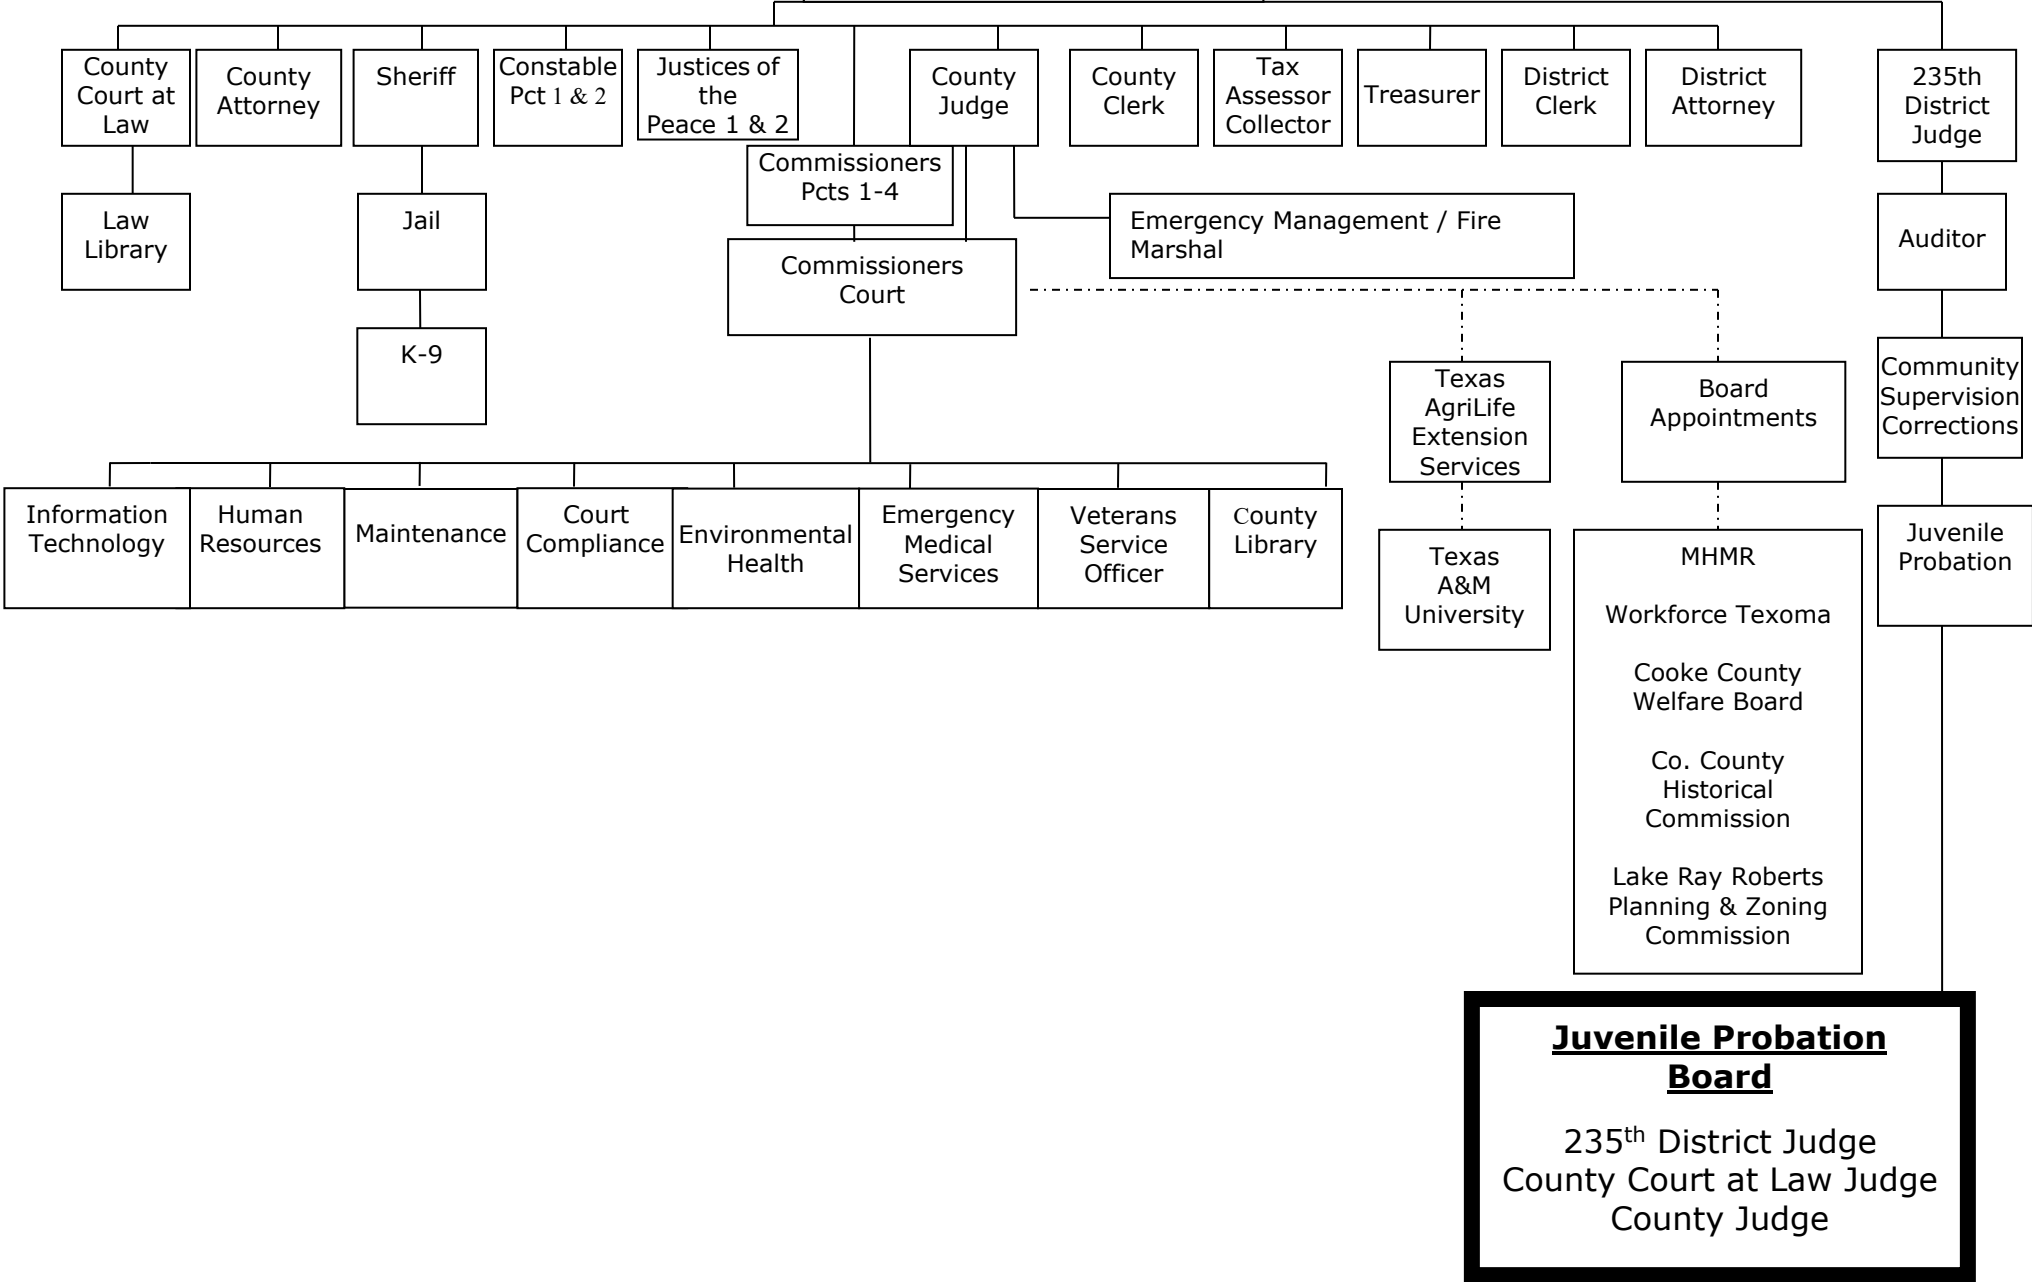 County
Court at
Law
County
Attorney
Sheriff
Constable
Pct 1 & 2
Justices of
the
Peace 1 & 2
County
Judge
County
Clerk
Tax
Assessor
Collector
Treasurer
District
Clerk
District
Attorney
235th
District
Judge
Commissioners
Pcts 1-4
Law
Library
Jail
Emergency Management / Fire
Marshal
Auditor
Commissioners
Court
K-9
Texas
AgriLife
Extension
Services
Board
Appointments
Community
Supervision
Corrections
Information
Technology
Human
Resources
Maintenance
Court
Compliance
Environmental
Health
Emergency
Medical
Services
Veterans
Service
Officer
County
Library
Texas
A&M
University
MHMR
Workforce Texoma
Cooke County
Welfare Board
Co. County
Historical
Commission
Lake Ray Roberts
Planning & Zoning
Commission
Juvenile
Probation
Juvenile Probation
Board
235th District Judge
County Court at Law Judge
County Judge